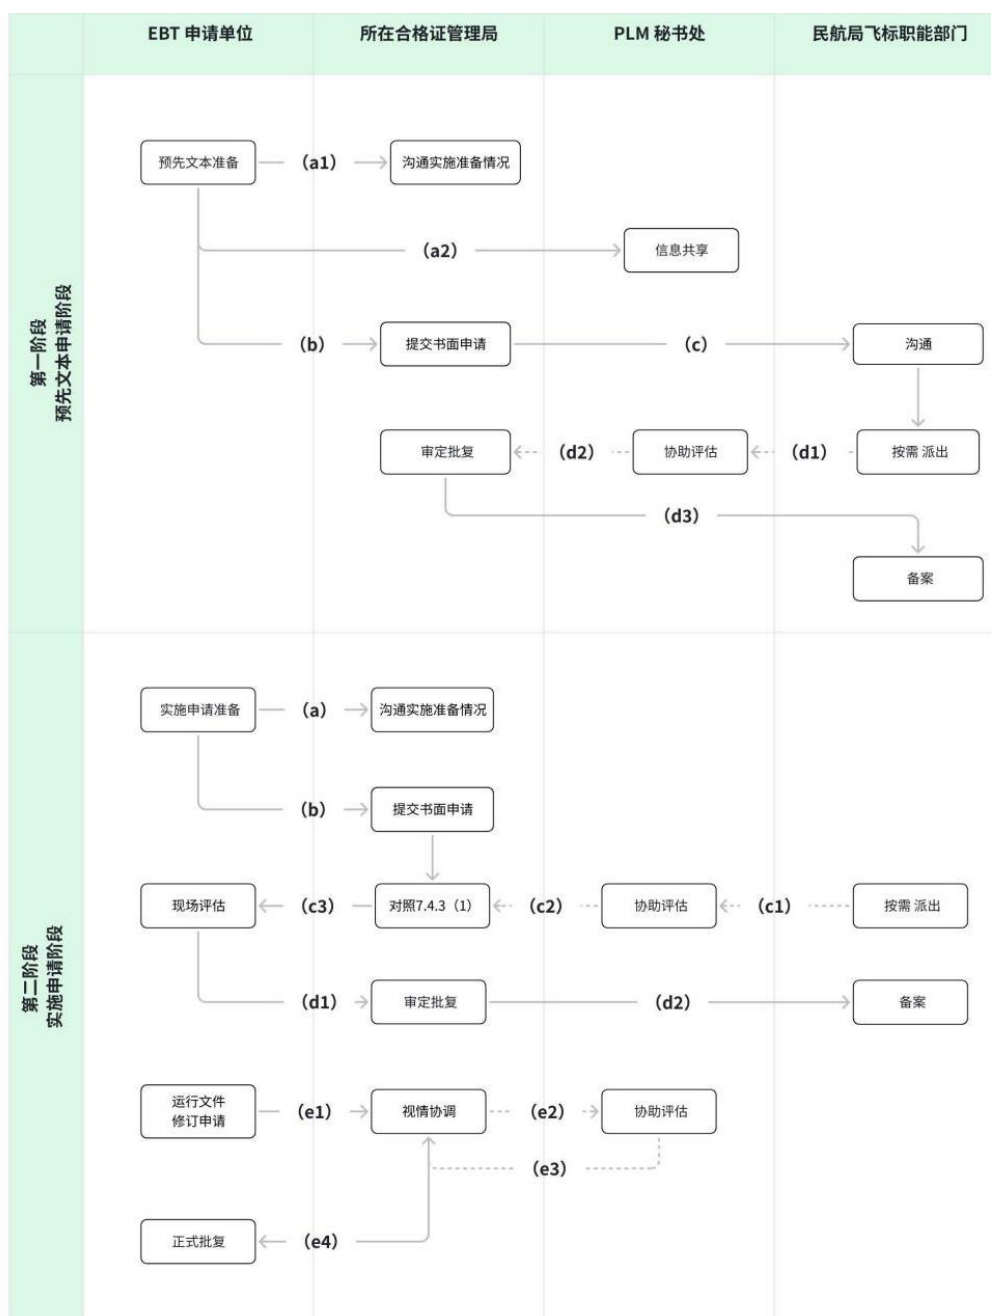 EBT 申请单位
所在合格证管理局
PLM 秘书处
民航局飞标职能部门
第一阶段
预先文本申请阶段
预先文本准备
（a1）
沟通实施准备情况
（a2）
信息共享
（b）
提交书面申请
（c）
沟通
审定批复
（d2）
协助评估
（d1）
按需 派出
（d3）
备案
第二阶段
实施申请阶段
实施申请准备
（a）
沟通实施准备情况
（b）
提交书面申请
现场评估
（c3）
对照7.4.3（1）
（c2）
协助评估
（c1）
按需 派出
（d1）
审定批复
（d2）
备案
运行文件
修订申请
（e1）
视情协调
（e2）
协助评估
（e3）
正式批复
（e4）